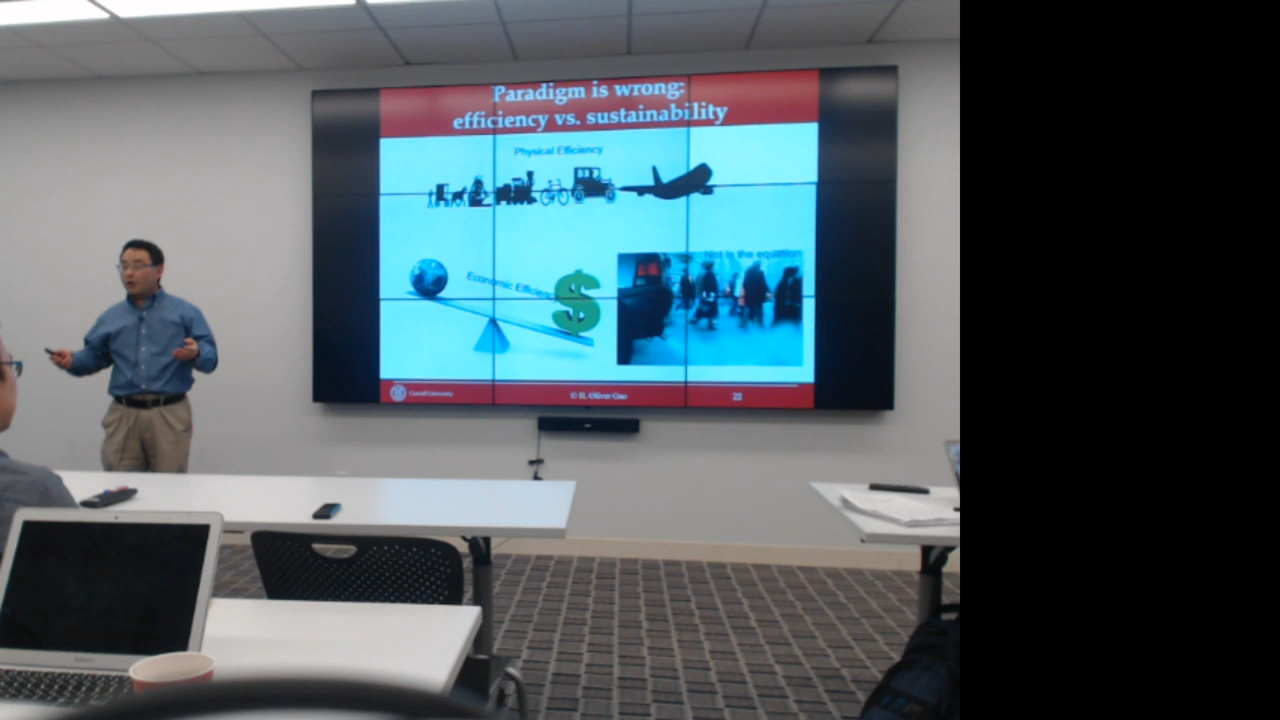 Paradigm is wrong:
efficiency vs. sustainability
Physical Efficiency
Not in the equation
Economic Efficiency
$
Cornell University
© H. Oliver Gao
22